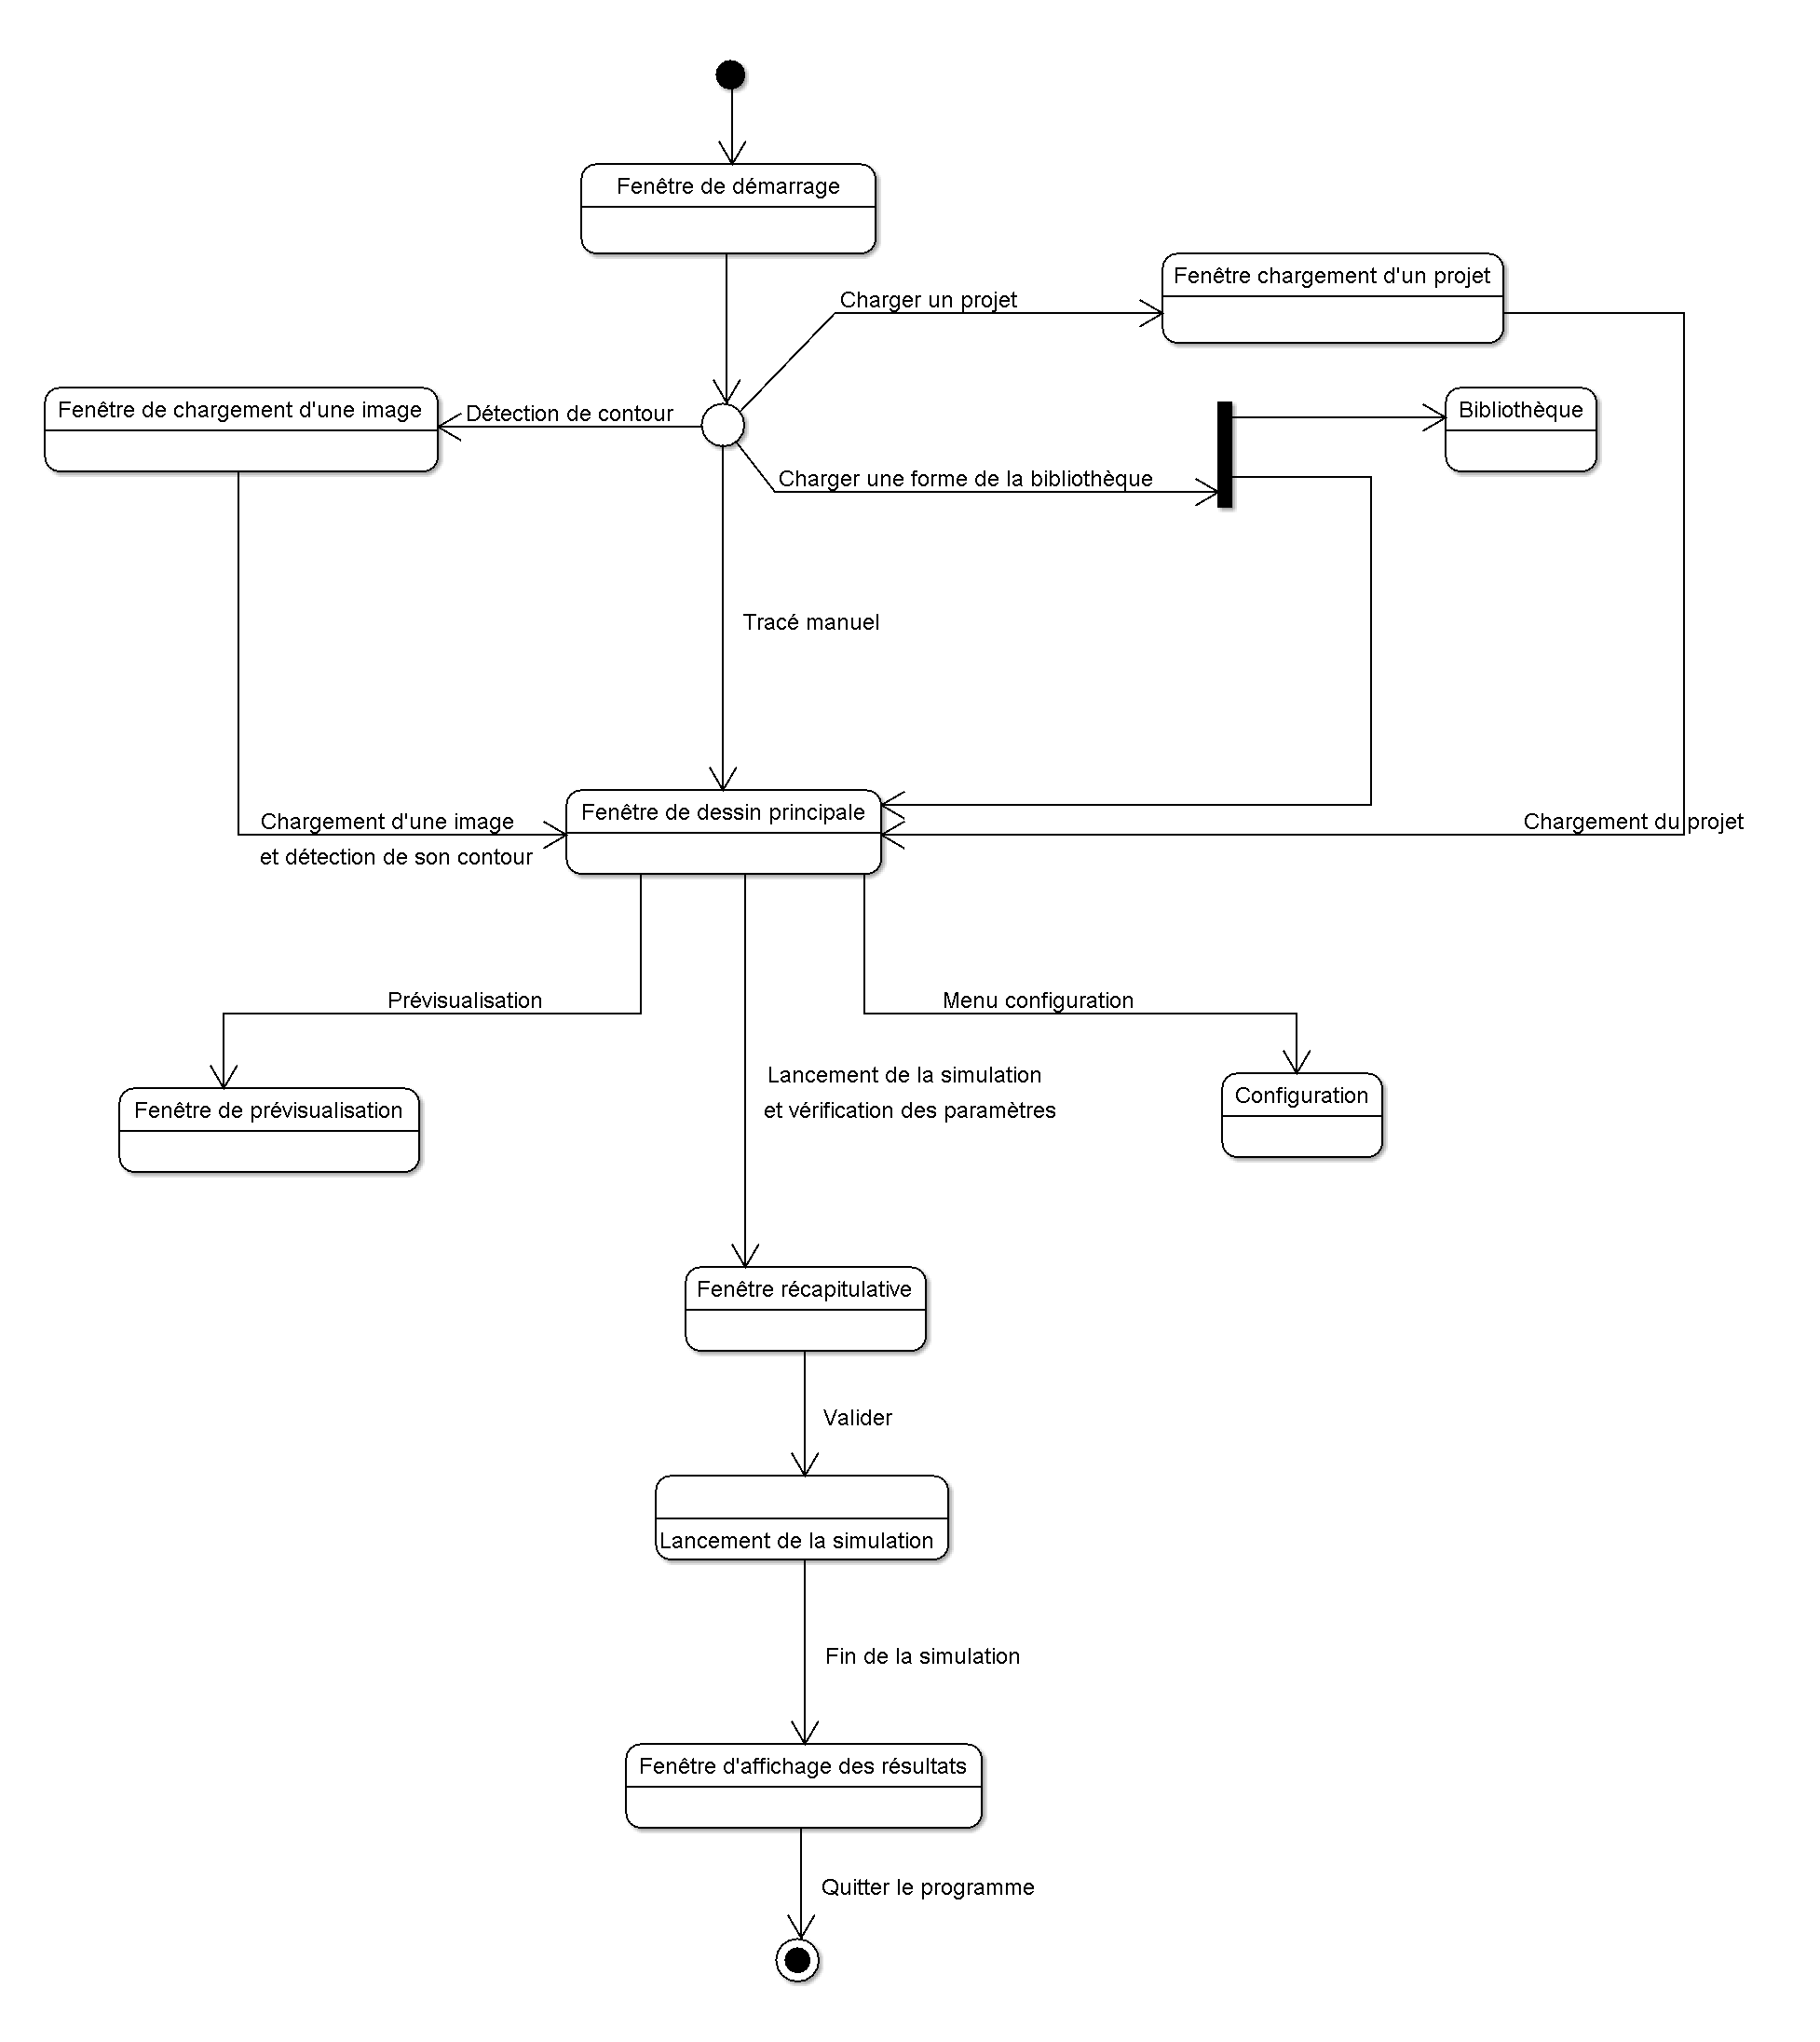 Fenêtre de démarrage
Fenêtre chargement d'un projet
Charger un projet
Fenêtre de chargement d'une image
Détection de contour
Bibliothèque
Charger une forme de la bibliothèque
Tracé manuel
Fenêtre de dessin principale
Chargement d'une image
et détection de son contour
Chargement du projet
Prévisualisation
Menu configuration
Lancement de la simulation
et vérification des paramètres
Fenêtre de prévisualisation
Configuration
Fenêtre récapitulative
Valider
Lancement de la simulation
Fin de la simulation
Fenêtre d'affichage des résultats
Quitter le programme